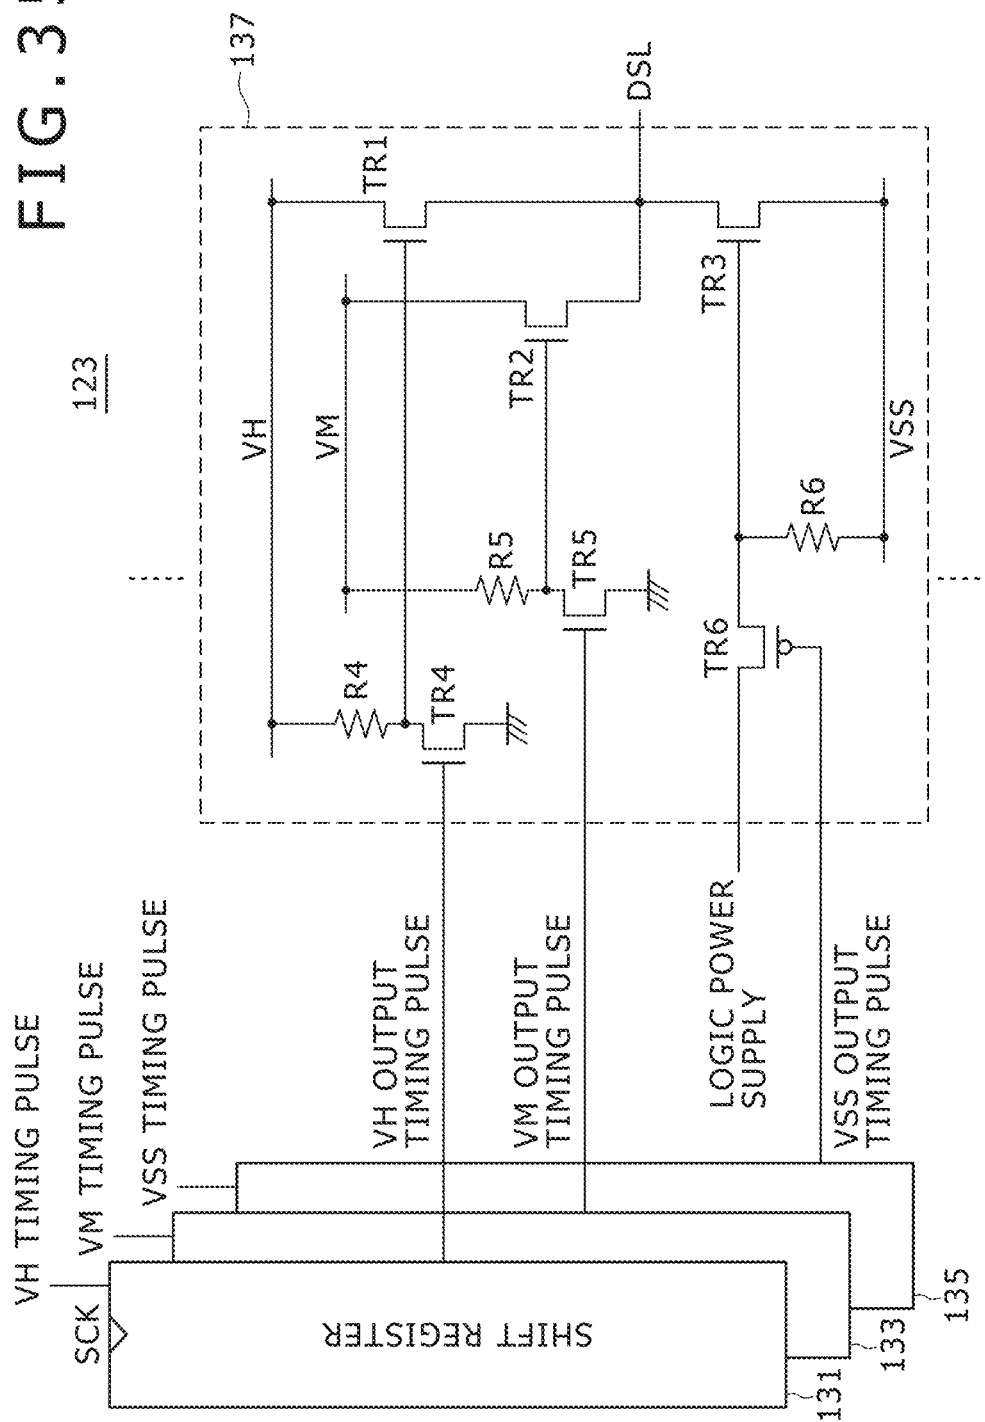 FIG.3
123
137
VH TIMING PULSE
VM TIMING PULSE
VSS TIMING PULSE
SCK
SHIFT REGISTER
131
133
135
VH OUTPUT
TIMING PULSE
VM OUTPUT
TIMING PULSE
LOGIC POWER
SUPPLY
VSS OUTPUT
TIMING PULSE
VH
VM
VSS
R4
TR4
R5
TR5
TR6
R6
TR1
TR2
TR3
DSL